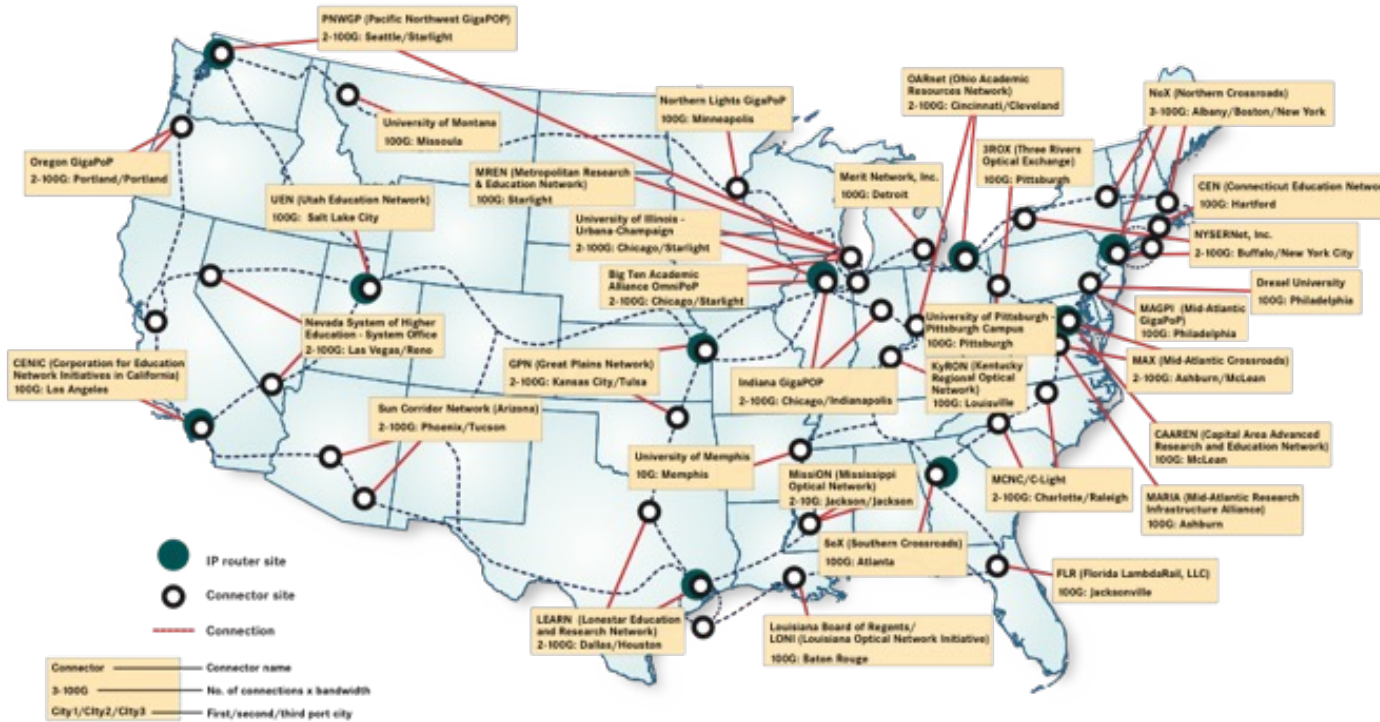 PNWGP (Pacific Northwest GigaPOP)
2-100G: Seattle/Starlight
University of Montana
100G: Missoula
Northern Lights GigaPoP
100G: Minneapolis
OARnet (Ohio Academic
Resources Network)
2-100G: Cincinnati/Cleveland
NoX (Northern Crossroads)
3-100G: Albany/Boston/New York
Oregon GigaPoP
2-100G: Portland/Portland
UEN (Utah Education Network)
100G: Salt Lake City
MREN (Metropolitan Research
& Education Network)
100G: Starlight
Merit Network, Inc.
100G: Detroit
3ROX (Three Rivers
Optical Exchange)
100G: Pittsburgh
CEN (Connecticut Education Network
100G: Hartford
University of Illinois -
Urbana-Champaign
2-100G: Chicago/Starlight
NYSERNet, Inc.
2-100G: Buffalo/New York City
Big Ten Academic
Alliance OmniPoP
2-100G: Chicago/Starlight
Drexel University
100G: Philadelphia
Nevada System of Higher
Education - System Office
2-100G: Las Vegas/Reno
University of Pittsburgh -
Pittsburgh Campus
100G: Pittsburgh
MAGPI (Mid-Atlantic
GigaPoP)
100G: Philadelphia
CENIC (Corporation for Education
Network Initiatives in California)
100G: Los Angeles
GPN (Great Plains Network)
2-100G: Kansas City/Tulsa
Indiana GigaPOP
2-100G: Chicago/Indianapolis
KyRON (Kentucky
Regional Optical
Network)
100G: Louisville
MAX (Mid-Atlantic Crossroads)
2-100G: Ashburn/McLean
Sun Corridor Network (Arizona)
2-100G: Phoenix/Tucson
CAAREN (Capital Area Advanced
Research and Education Network)
100G: McLean
University of Memphis
10G: Memphis
MissiON (Mississippi
Optical Network)
2-10G: Jackson/Jackson
MCNC/C-Light
2-100G: Charlotte/Raleigh
MARIA (Mid-Atlantic Research
Infrastructure Alliance)
100G: Ashburn
SoX (Southern Crossroads)
100G: Atlanta
FLR (Florida LambdaRail, LLC)
100G: Jacksonville
LEARN (Lonestar Education
and Research Network)
2-100G: Dallas/Houston
Louisiana Board of Regents/
LONI (Louisiana Optical Network Initiative)
100G: Baton Rouge
IP router site
Connector site
Connection
Connector Connector name
3-100G No. of connections x bandwidth
City1/City2/City3 First/second/third port city